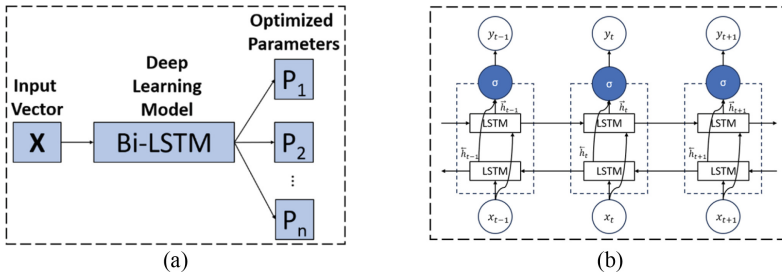 Optimized
Parameters
Deep
Learning
Model
Input
Vector
X
Bi-LSTM
P1
P2
...
Pn
(a)
yt−1
yt
yt+1
σ
σ
σ
h⃗t−1
h⃗t
h⃗t+1
LSTM
LSTM
LSTM
h⃖t−1
h⃖t
h⃖t+1
LSTM
LSTM
LSTM
xt−1
xt
xt+1
(b)